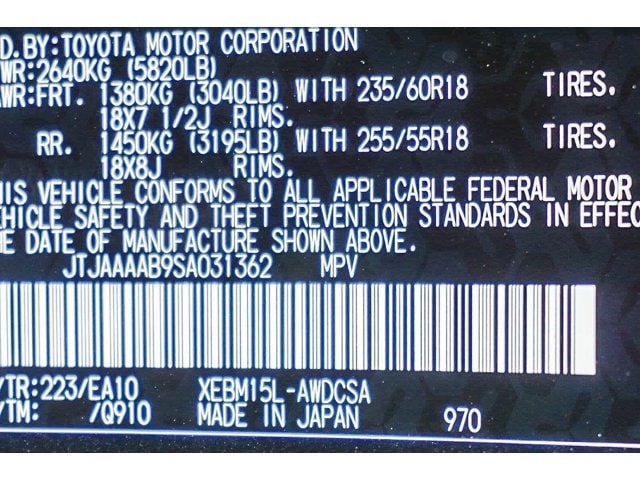 D.BY:TOYOTA MOTOR CORPORATION
WR:2640KG (5820LB)
WR:FRT. 1380KG (3040LB) WITH 235/60R18 TIRES.
18X7 1/2J RIMS.
RR. 1450KG (3195LB) WITH 255/55R18 TIRES.
18X8J RIMS.
IS VEHICLE CONFORMS TO ALL APPLICABLE FEDERAL MOTOR
HICLE SAFETY AND THEFT PREVENTION STANDARDS IN EFFEC
E DATE OF MANUFACTURE SHOWN ABOVE.
JTJAAAAB9SA031362 MPV
/TR:223/EA10 XEBM15L-AWDCSA
/TM: /Q910 MADE IN JAPAN 970